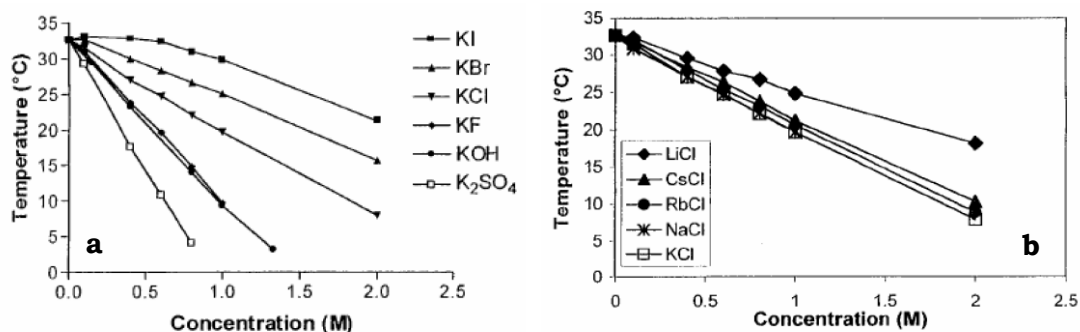 35
30
25
20
15
10
5
0
Temperature (°C)
0.0 0.5 1.0 1.5 2.0 2.5
Concentration (M)
a
KI
KBr
KCl
KF
KOH
K₂SO₄
35
30
25
20
15
10
5
0
Temperature (°C)
0 0.5 1 1.5 2 2.5
Concentration (M)
LiCl
CsCl
RbCl
NaCl
KCl
b